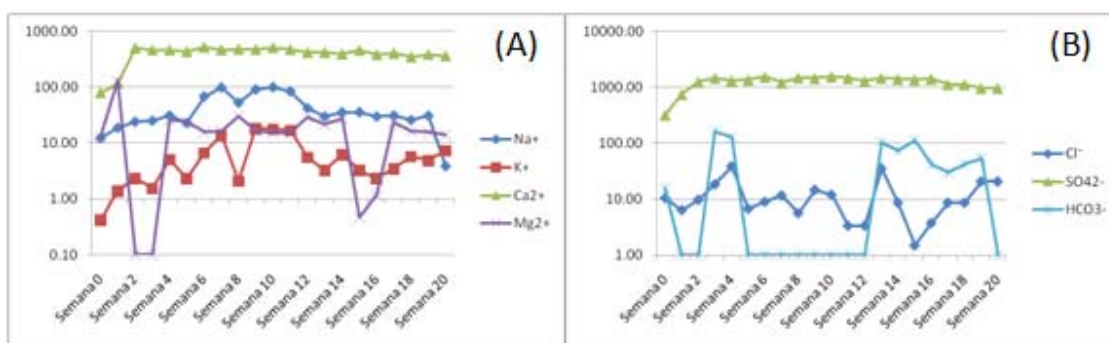 (A)
1000.00
100.00
10.00
1.00
0.10
Semana 0
Semana 2
Semana 4
Semana 6
Semana 8
Semana 10
Semana 12
Semana 14
Semana 16
Semana 18
Semana 20
Na+
K+
Ca2+
Mg2+
(B)
10000.00
1000.00
100.00
10.00
1.00
Semana 0
Semana 2
Semana 4
Semana 6
Semana 8
Semana 10
Semana 12
Semana 14
Semana 16
Semana 18
Semana 20
Cl⁻
SO42-
HCO3-